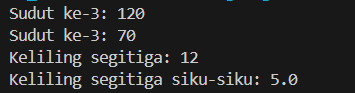 Sudut ke-3: 120
Sudut ke-3: 70
Keliling segitiga: 12
Keliling segitiga siku-siku: 5.0